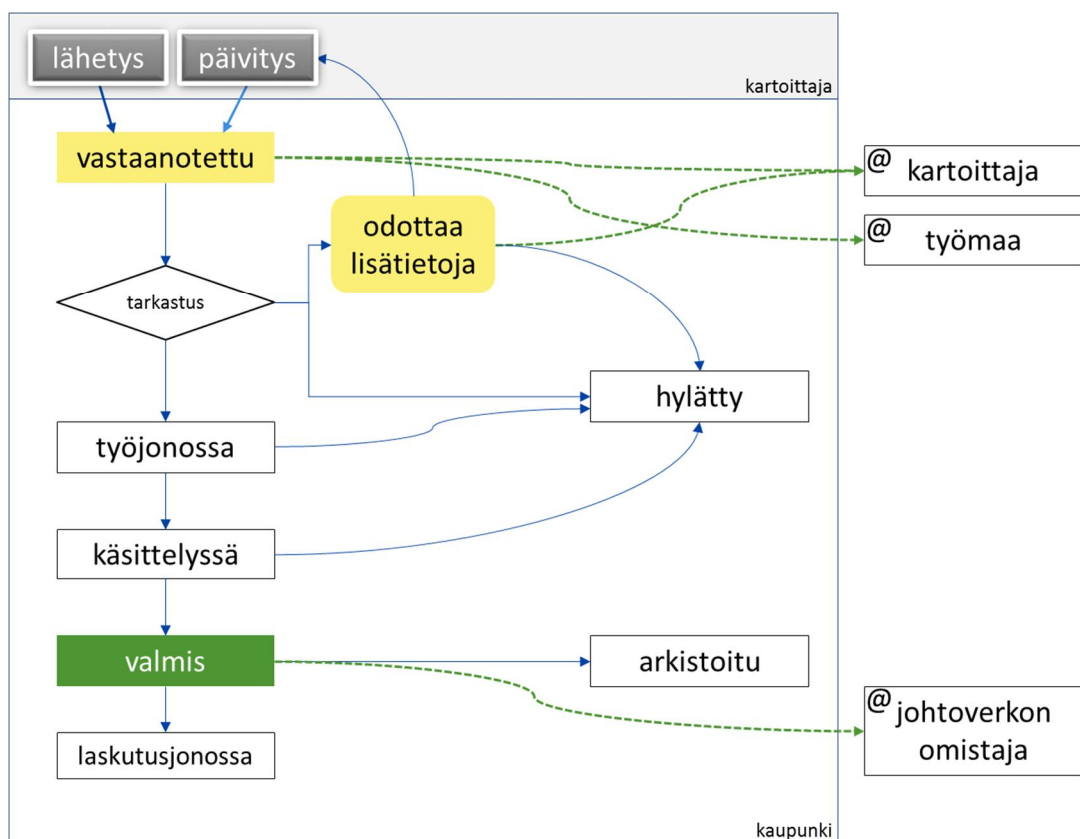 lähetys
päivitys
kartoittaja
vastaanotettu
@
kartoittaja
odottaa
lisätietoja
@
työmaa
tarkastus
hylätty
työjonossa
käsittelyssä
valmis
arkistoitu
@
johtoverkon
omistaja
laskutusjonossa
kaupunki